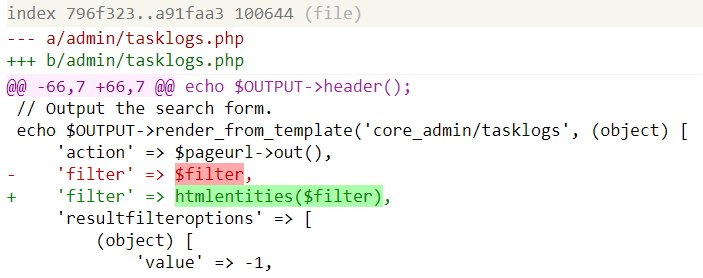 index 796f323..a91faa3 100644 (file)
--- a/admin/tasklogs.php
+++ b/admin/tasklogs.php
@@ -66,7 +66,7 @@ echo $OUTPUT->header();
 // Output the search form.
 echo $OUTPUT->render_from_template('core_admin/tasklogs', (object) [
     'action' => $pageurl->out(),
-    'filter' => $filter,
+    'filter' => htmlentities($filter),
     'resultfilteroptions' => [
         (object) [
             'value' => -1,